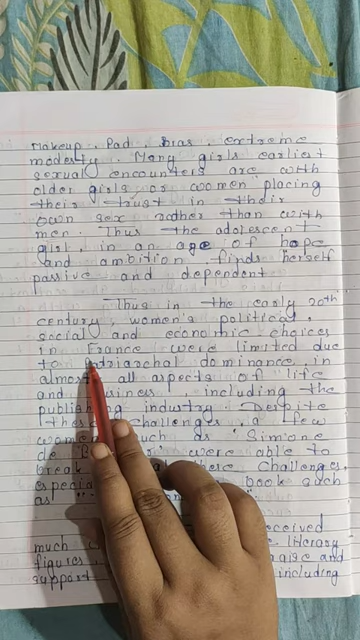 Makeup, Pad, bias, extreme
modesty. Many girls earliest
sexual encounters are with
older girls or women placing
their trust in their
own sex rather than with
men. Thus the adolescent
girl, in an age of hope
and ambition finds herself
passive and dependent
Thus in the early 20th
century, women's political,
social and economic choices
in France were limited due
to patriarchal dominance in
almost all aspects of life
and business, including the
publishing industry. Despite
these challenges, a few
women such as "Simone
de were able to
break these challenges,
book such
as
received
much literary
figures, and
support including